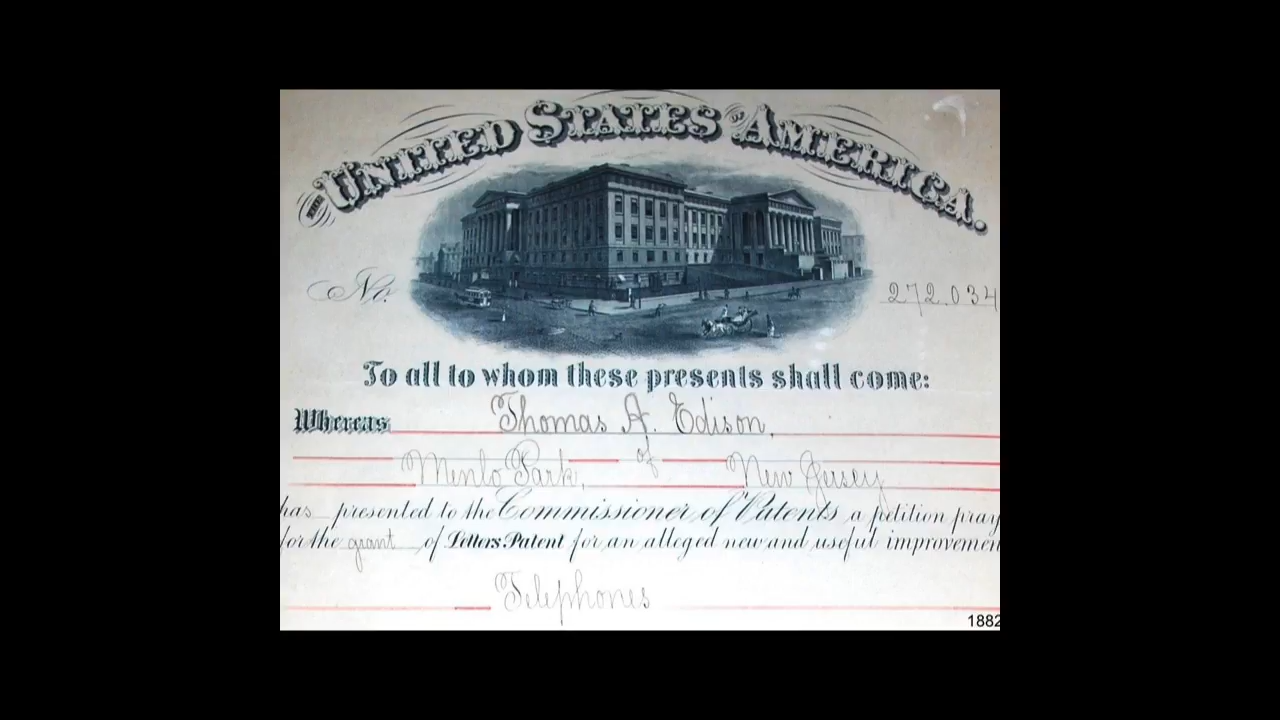 THE UNITED STATES OF AMERICA.
No. 272.034
To all to whom these presents shall come:
Whereas Thomas A. Edison,
Menlo Park, of New Jersey
has presented to the Commissioner of Patents a petition pray
for the grant of Letters Patent for an alleged new and useful improvemen
Telephones
1882